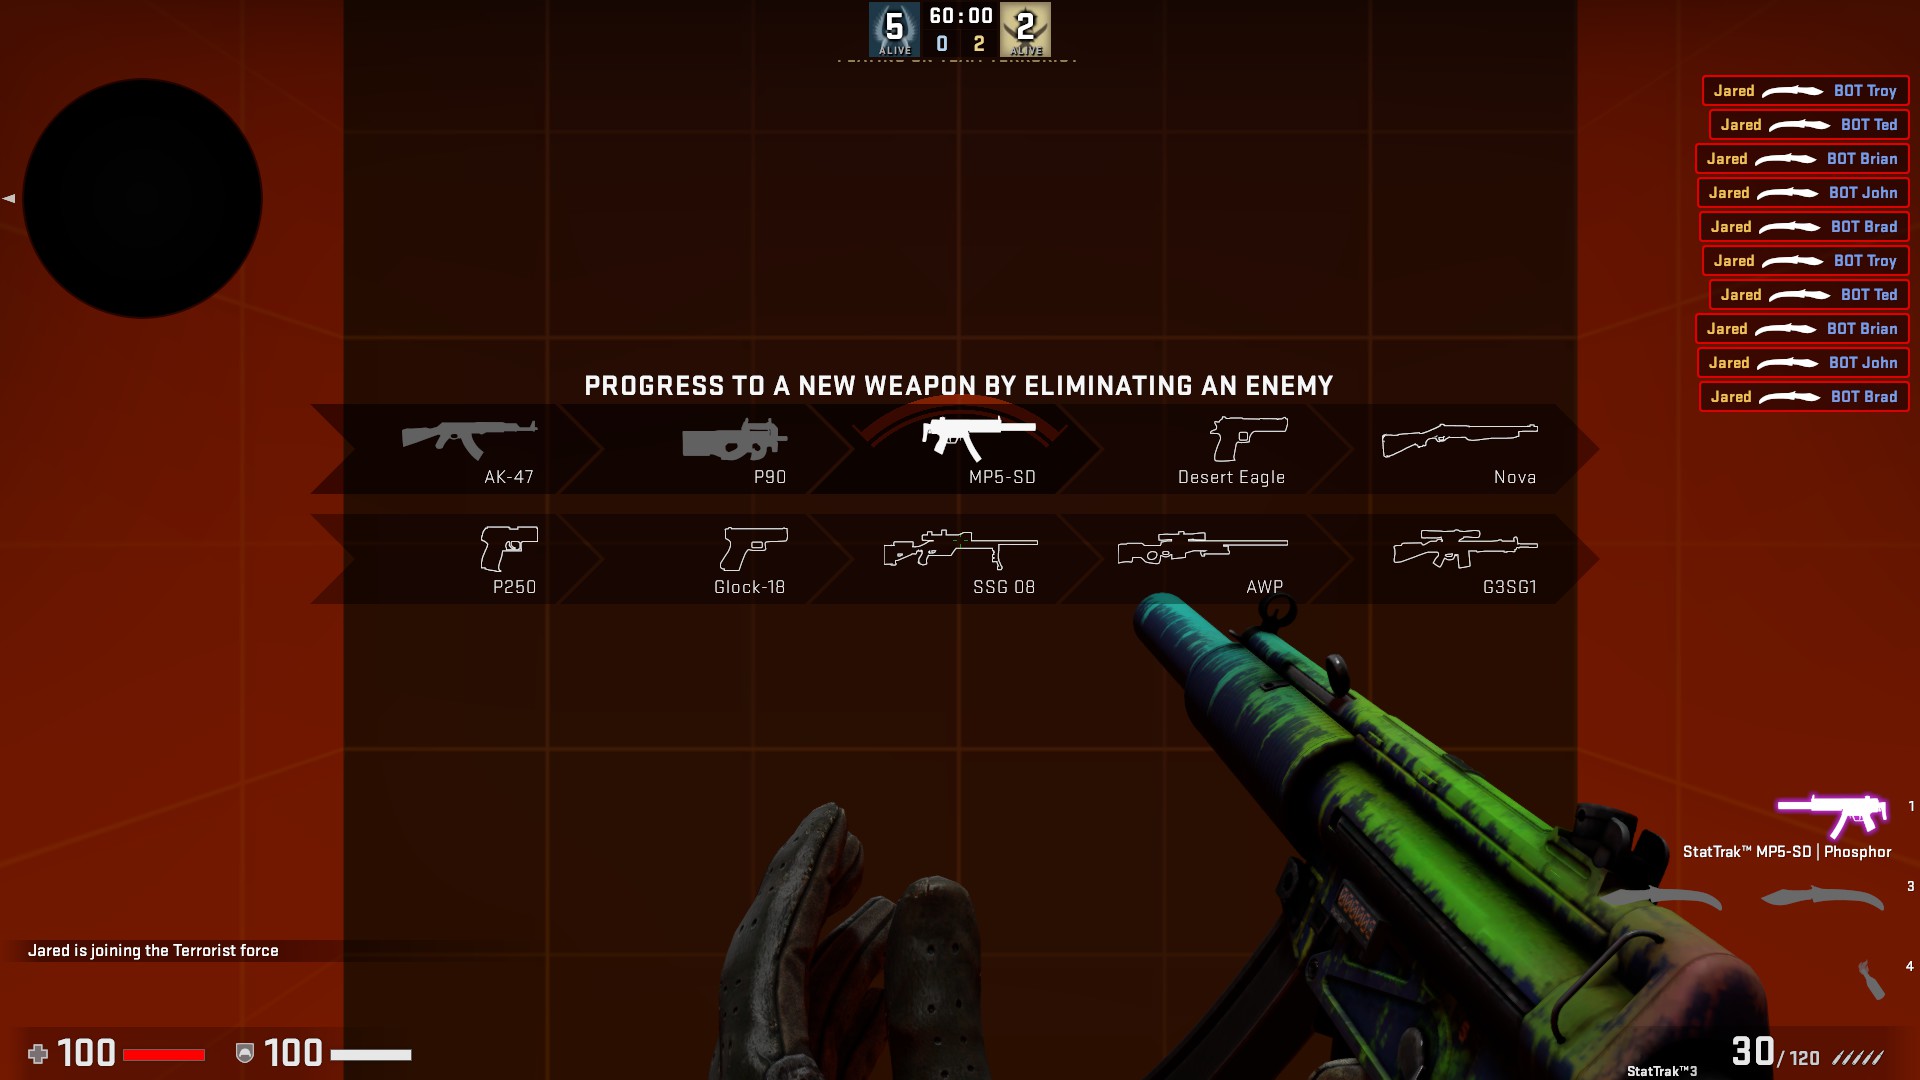 5 60:00 2
ALIVE 0 2 ALIVE
PLAYING ON TEAM TERRORIST
Jared BOT Troy
Jared BOT Ted
Jared BOT Brian
Jared BOT John
Jared BOT Brad
Jared BOT Troy
Jared BOT Ted
Jared BOT Brian
Jared BOT John
Jared BOT Brad
PROGRESS TO A NEW WEAPON BY ELIMINATING AN ENEMY
AK-47 P90 MP5-SD Desert Eagle Nova
P250 Glock-18 SSG 08 AWP G3SG1
1
StatTrak™ MP5-SD | Phosphor
3
Jared is joining the Terrorist force
4
100 100
30/120
StatTrak™3